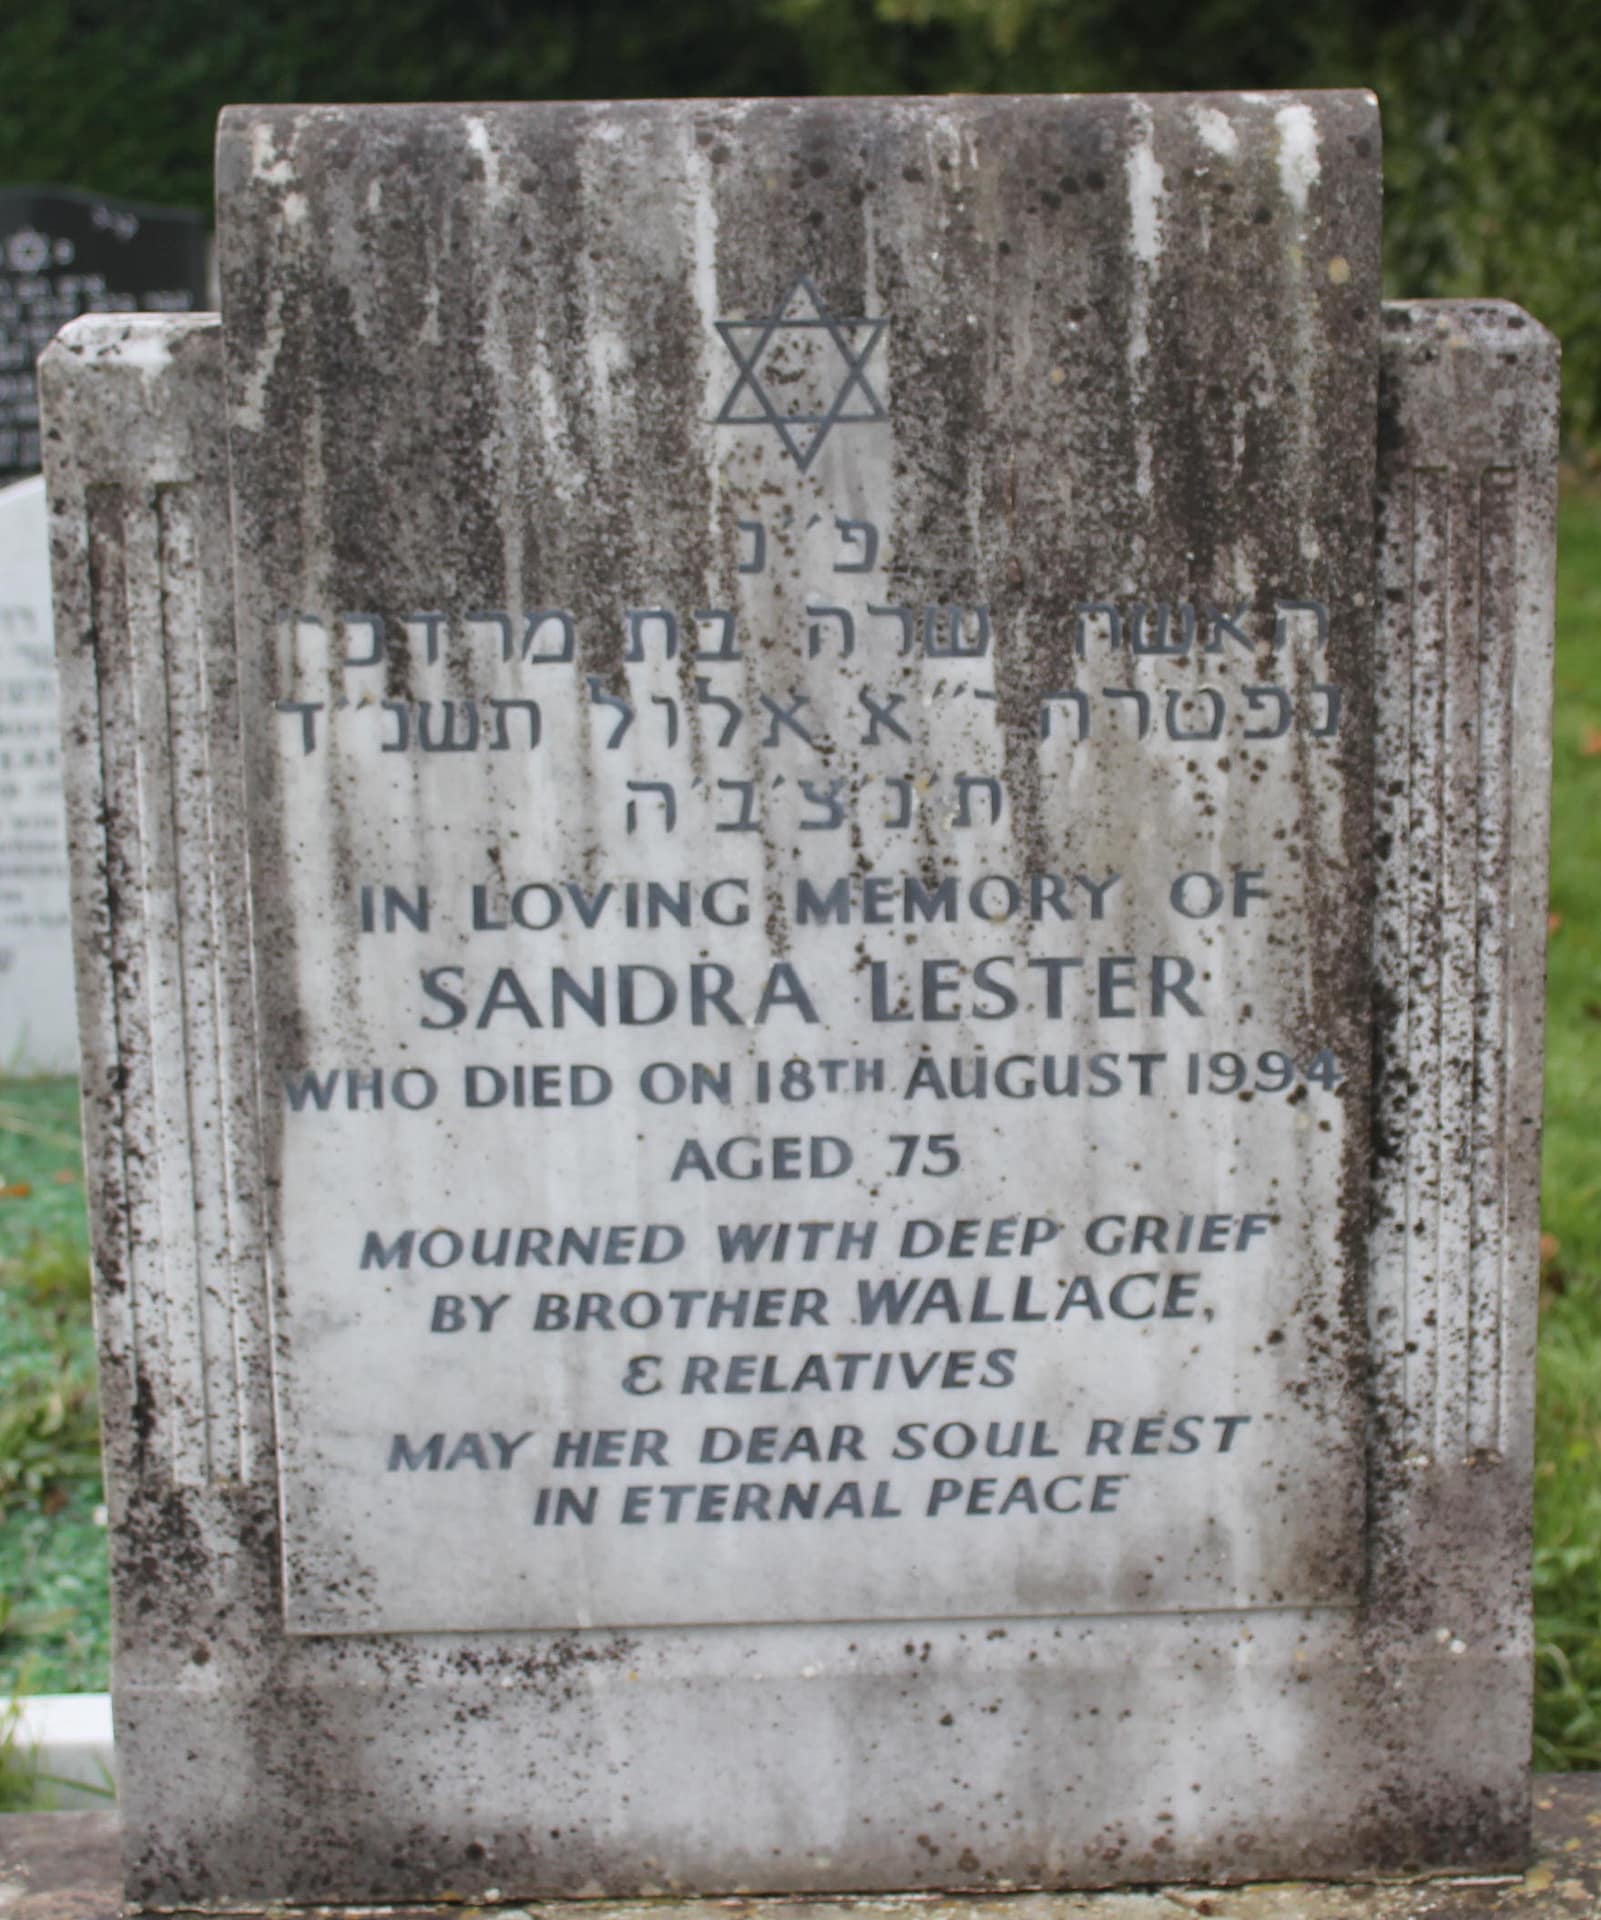 פ״נ
האשה שרה בת מרדכי
נפטרה י״א אלול תשנ״ד
ת׳נ׳צ׳ב׳ה
IN LOVING MEMORY OF
SANDRA LESTER
WHO DIED ON 18TH AUGUST 1994
AGED 75
MOURNED WITH DEEP GRIEF
BY BROTHER WALLACE,
& RELATIVES
MAY HER DEAR SOUL REST
IN ETERNAL PEACE